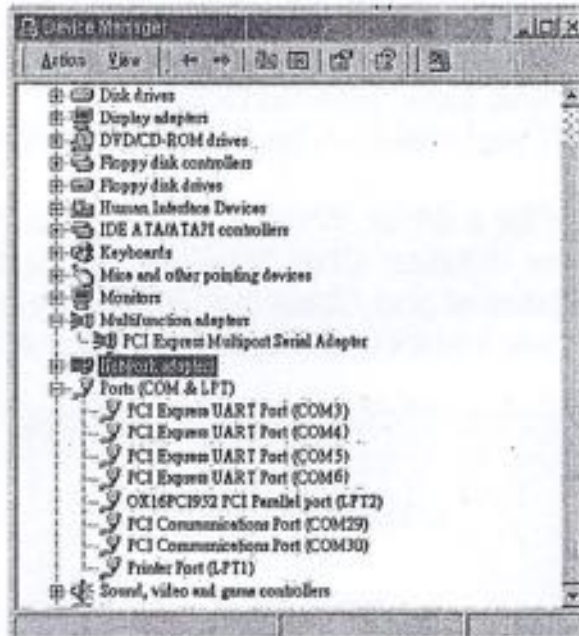 Device Manager
Action View
Disk drives
Display adapters
DVD/CD-ROM drives
Floppy disk controllers
Floppy disk drives
Human Interface Devices
IDE ATA/ATAPI controllers
Keyboards
Mice and other pointing devices
Monitors
Multifunction adapters
PCI Express Multiport Serial Adapter
Network adapters
Ports (COM & LPT)
PCI Express UART Port (COM3)
PCI Express UART Port (COM4)
PCI Express UART Port (COM5)
PCI Express UART Port (COM6)
OX16PCI952 PCI Parallel port (LPT2)
PCI Communications Port (COM29)
PCI Communications Port (COM30)
Printer Port (LPT1)
Sound, video and game controllers